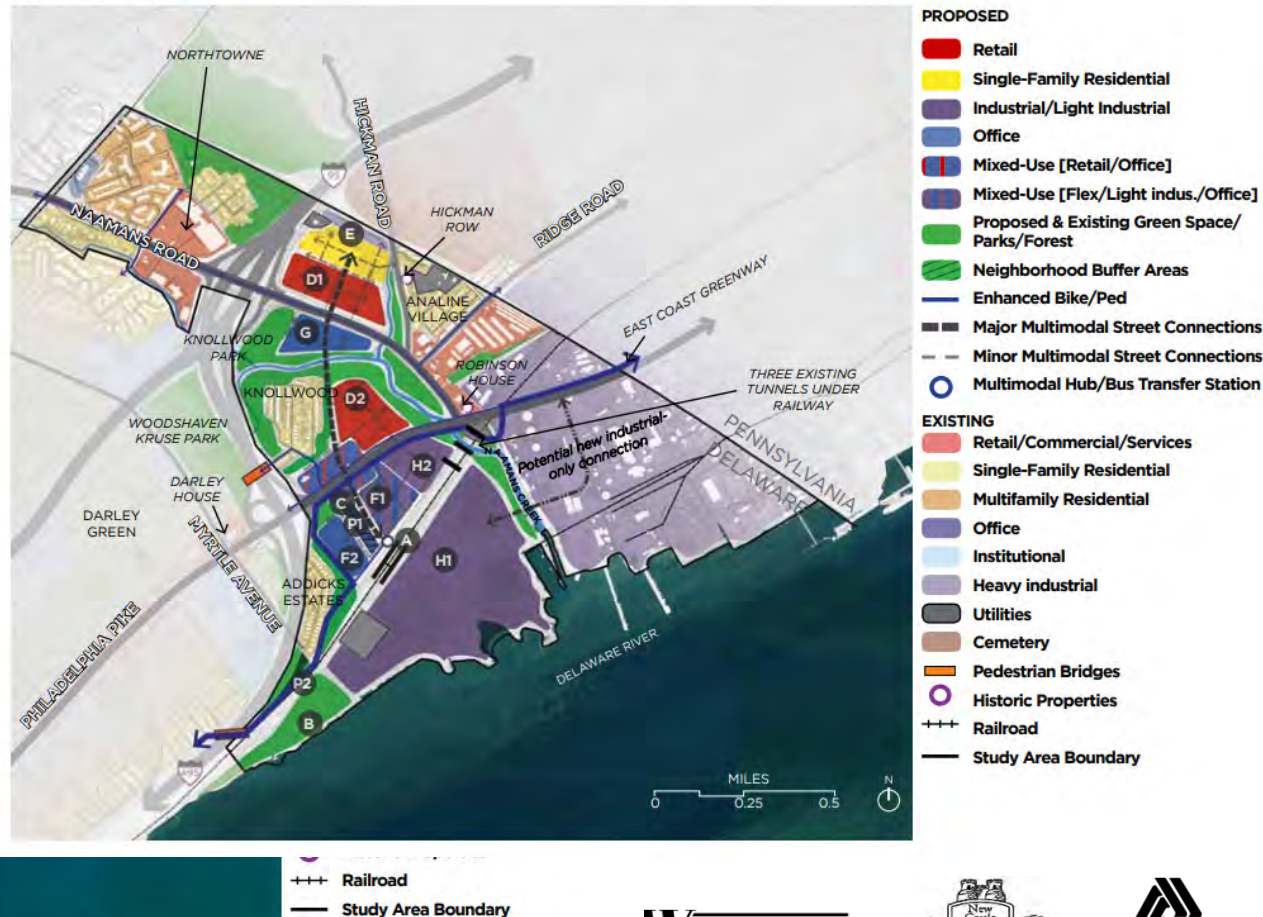 NORTHTOWNE
HICKMAN ROAD
95
NAAMANS ROAD
HICKMAN
ROW
RIDGE ROAD
E
D1
ANALINE
VILLAGE
EAST COAST GREENWAY
G
KNOLLWOOD
PARK
ROBINSON
HOUSE
THREE EXISTING
TUNNELS UNDER
RAILWAY
KNOLLWOOD
D2
WOODSHAVEN
KRUSE PARK
PENNSYLVANIA
DELAWARE
Potential new industrial-
only connection
NAAMANS CREEK
H2
DARLEY
HOUSE
C
F1
P1
DARLEY
GREEN
MYRTLE AVENUE
A
F2
H1
ADDICKS
ESTATES
PHILADELPHIA PIKE
DELAWARE RIVER
P2
B
495
MILES
0
0.25
0.5
N
PROPOSED
Retail
Single-Family Residential
Industrial/Light Industrial
Office
Mixed-Use [Retail/Office]
Mixed-Use [Flex/Light indus./Office]
Proposed & Existing Green Space/
Parks/Forest
Neighborhood Buffer Areas
Enhanced Bike/Ped
Major Multimodal Street Connections
Minor Multimodal Street Connections
Multimodal Hub/Bus Transfer Station
EXISTING
Retail/Commercial/Services
Single-Family Residential
Multifamily Residential
Office
Institutional
Heavy industrial
Utilities
Cemetery
Pedestrian Bridges
Historic Properties
Railroad
Study Area Boundary
Railroad
Study Area Boundary
New